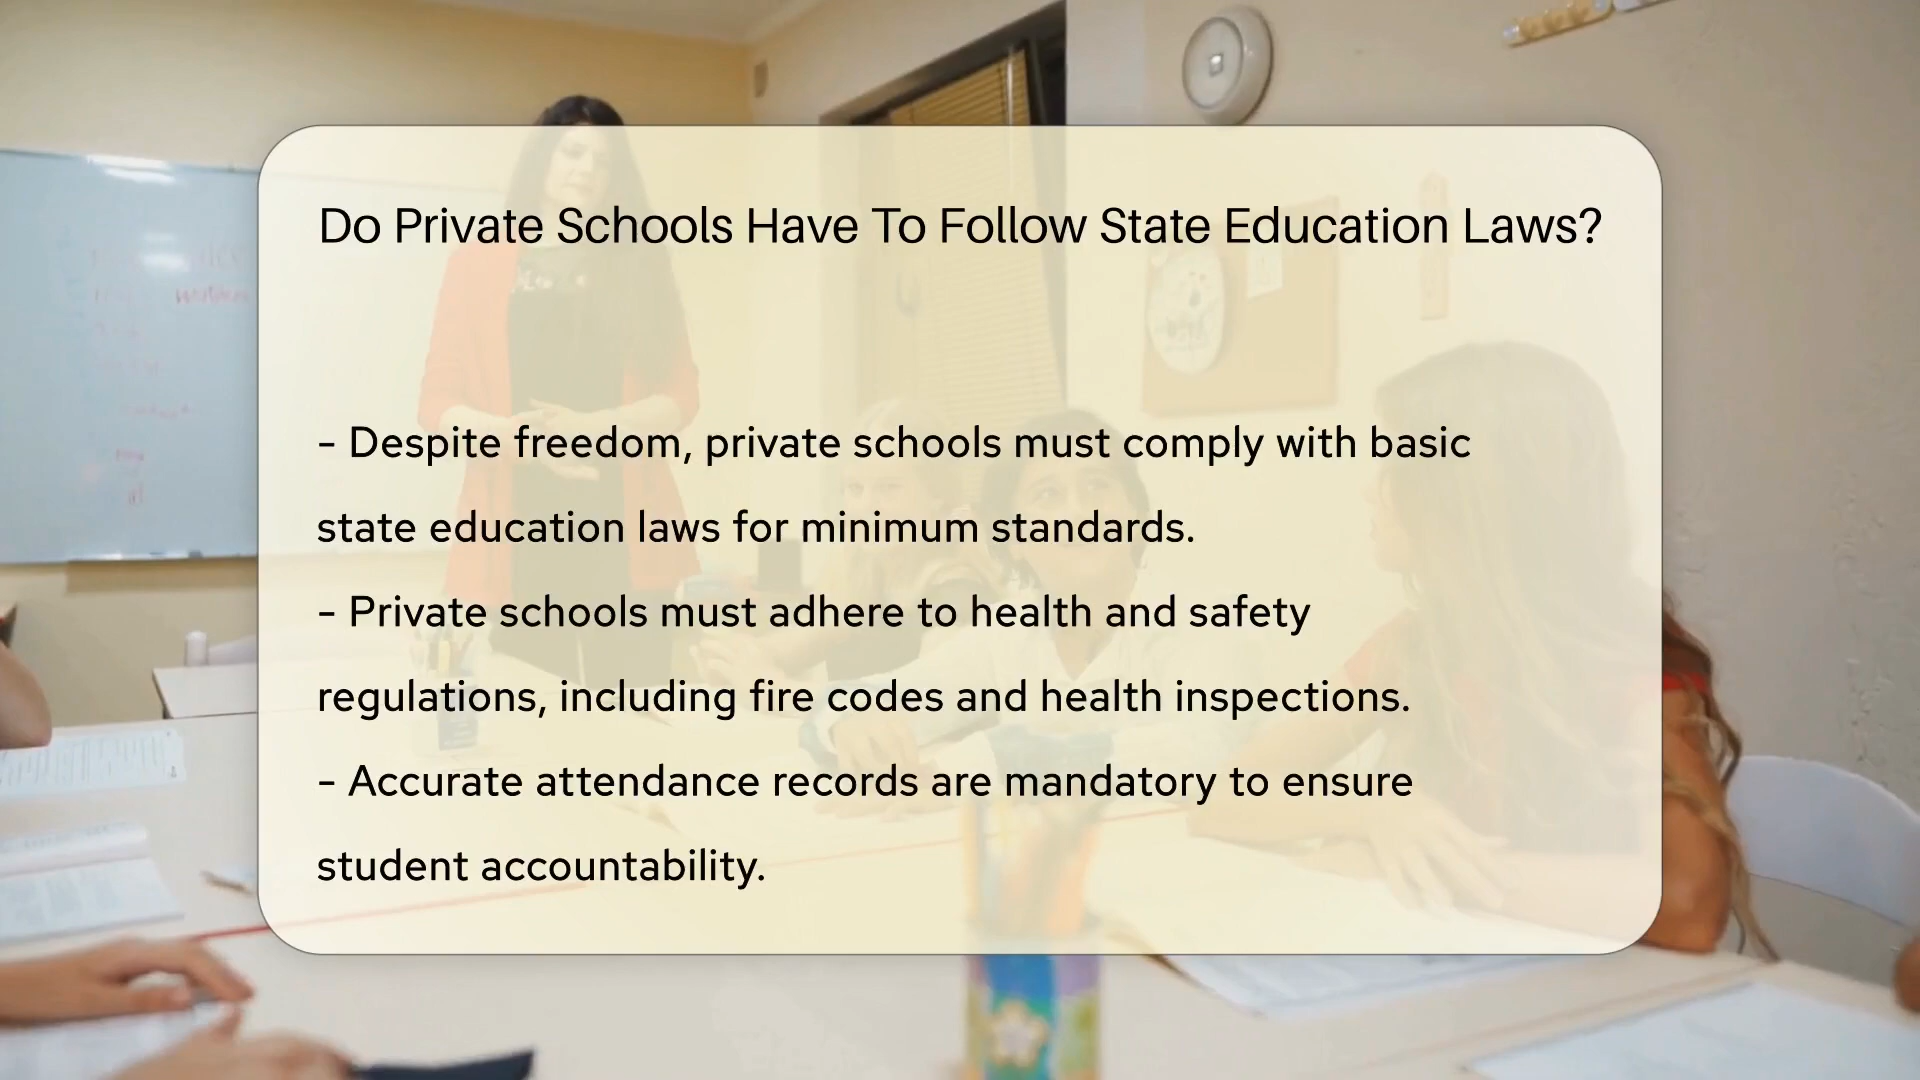 Do Private Schools Have To Follow State Education Laws?
– Despite freedom, private schools must comply with basic
state education laws for minimum standards.
– Private schools must adhere to health and safety
regulations, including fire codes and health inspections.
– Accurate attendance records are mandatory to ensure
student accountability.